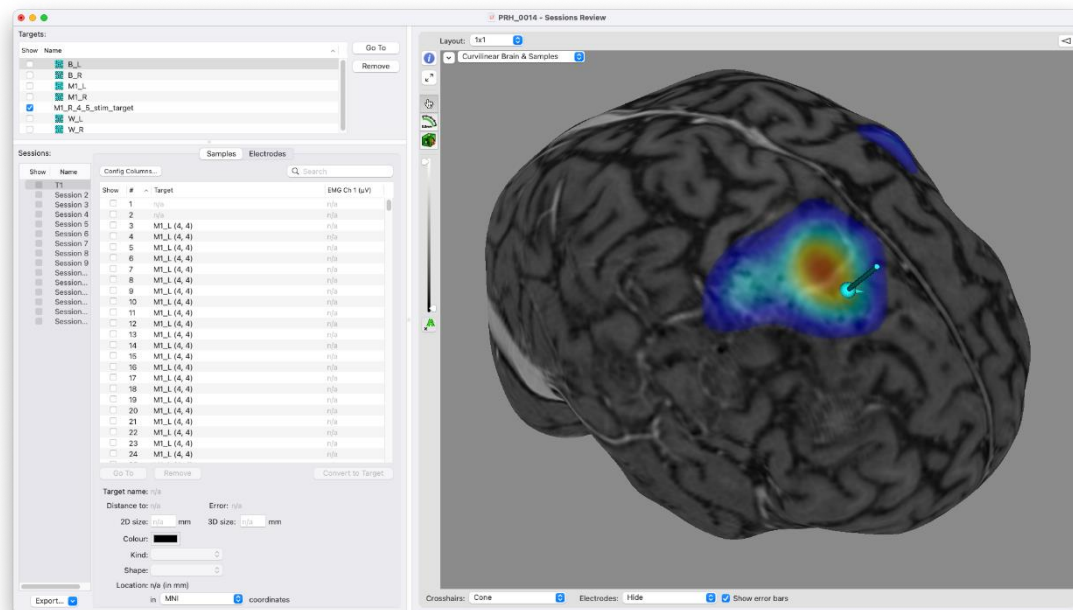 PRH_0014 - Sessions Review
Targets:
Show Name
B_L
B_R
M1_L
M1_R
M1_R_4_5_stim_target
W_L
W_R
Go To
Remove
Sessions:
Show Name
T1
Session 2
Session 3
Session 4
Session 5
Session 6
Session 7
Session 8
Session 9
Session...
Session...
Session...
Session...
Session...
Session...
Samples Electrodes
Config Columns... Search
Show # Target EMG Ch 1 (µV)
1 n/a n/a
2 n/a n/a
3 M1_L (4, 4) n/a
4 M1_L (4, 4) n/a
5 M1_L (4, 4) n/a
6 M1_L (4, 4) n/a
7 M1_L (4, 4) n/a
8 M1_L (4, 4) n/a
9 M1_L (4, 4) n/a
10 M1_L (4, 4) n/a
11 M1_L (4, 4) n/a
12 M1_L (4, 4) n/a
13 M1_L (4, 4) n/a
14 M1_L (4, 4) n/a
15 M1_L (4, 4) n/a
16 M1_L (4, 4) n/a
17 M1_L (4, 4) n/a
18 M1_L (4, 4) n/a
19 M1_L (4, 4) n/a
20 M1_L (4, 4) n/a
21 M1_L (4, 4) n/a
22 M1_L (4, 4) n/a
23 M1_L (4, 4) n/a
24 M1_L (4, 4) n/a
Go To Remove Convert to Target
Target name: n/a
Distance to: n/a Error: n/a
2D size: n/a mm 3D size: n/a mm
Colour:
Kind:
Shape:
Location: n/a (in mm)
in MNI coordinates
Export...
Layout: 1x1
Curvilinear Brain & Samples
Crosshairs: Cone Electrodes: Hide Show error bars